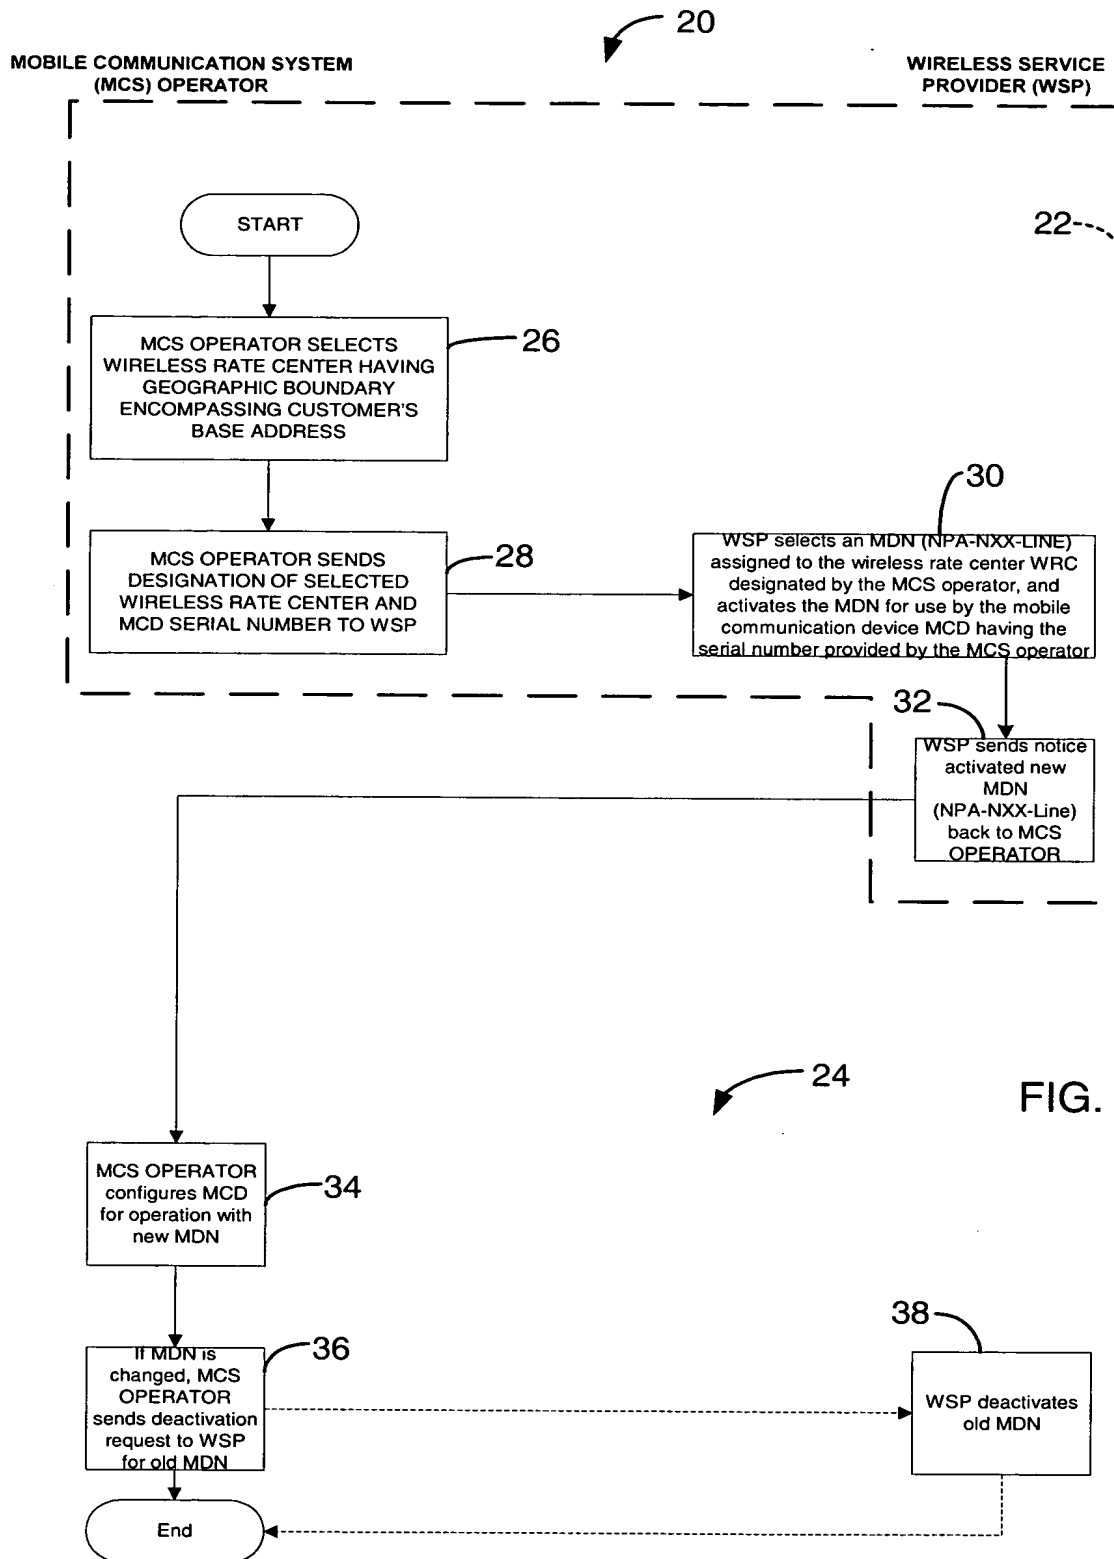 20
MOBILE COMMUNICATION SYSTEM
(MCS) OPERATOR
WIRELESS SERVICE
PROVIDER (WSP)
START
22
MCS OPERATOR SELECTS
WIRELESS RATE CENTER HAVING
GEOGRAPHIC BOUNDARY
ENCOMPASSING CUSTOMER'S
BASE ADDRESS
26
MCS OPERATOR SENDS
DESIGNATION OF SELECTED
WIRELESS RATE CENTER AND
MCD SERIAL NUMBER TO WSP
28
30
WSP selects an MDN (NPA-NXX-LINE)
assigned to the wireless rate center WRC
designated by the MCS operator, and
activates the MDN for use by the mobile
communication device MCD having the
serial number provided by the MCS operator
32
WSP sends notice
activated new
MDN
(NPA-NXX-Line)
back to MCS
OPERATOR
24
FIG.
MCS OPERATOR
configures MCD
for operation with
new MDN
34
If MDN is
changed, MCS
OPERATOR
sends deactivation
request to WSP
for old MDN
36
38
WSP deactivates
old MDN
End